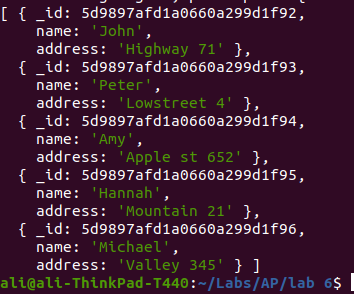 [ { _id: 5d9897afd1a0660a299d1f92,
name: 'John',
address: 'Highway 71' },
{ _id: 5d9897afd1a0660a299d1f93,
name: 'Peter',
address: 'Lowstreet 4' },
{ _id: 5d9897afd1a0660a299d1f94,
name: 'Amy',
address: 'Apple st 652' },
{ _id: 5d9897afd1a0660a299d1f95,
name: 'Hannah',
address: 'Mountain 21' },
{ _id: 5d9897afd1a0660a299d1f96,
name: 'Michael',
address: 'Valley 345' } ]
ali@ali-ThinkPad-T440:~/Labs/AP/lab 6$